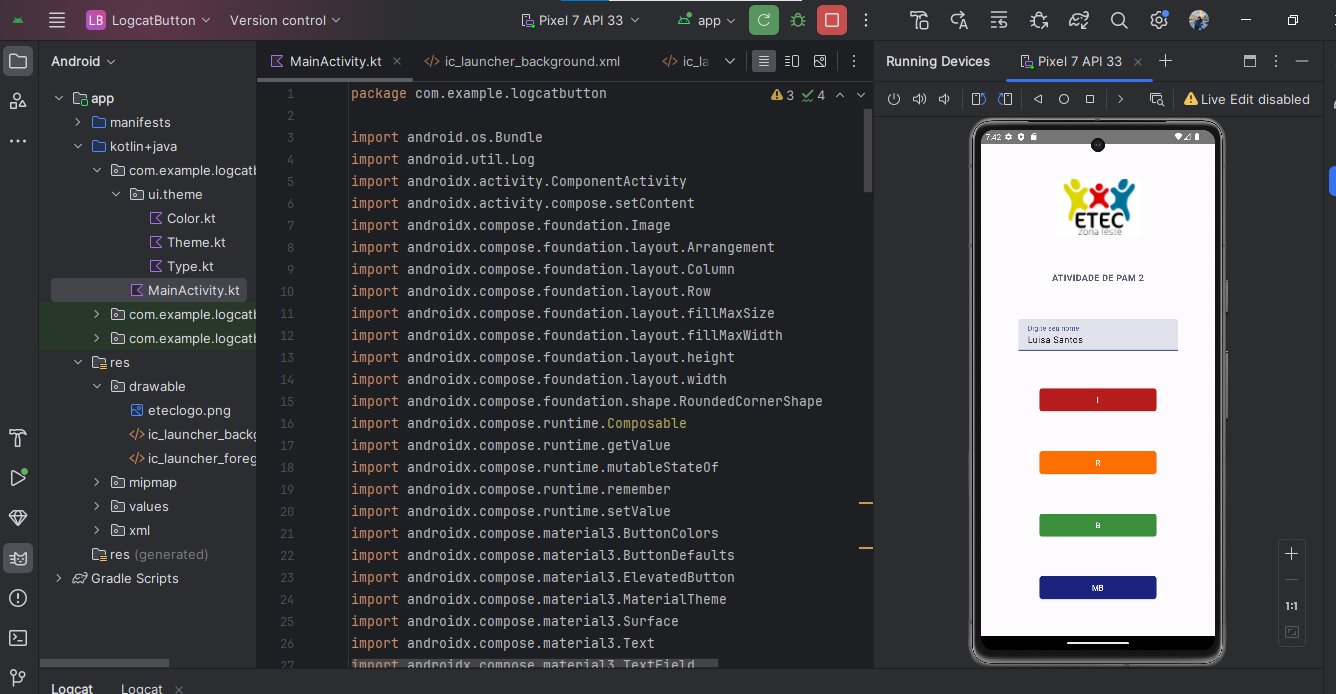 LB LogcatButton Version control Pixel 7 API 33 app
Android
app
manifests
kotlin+java
com.example.logcatl
ui.theme
Color.kt
Theme.kt
Type.kt
MainActivity.kt
com.example.logcatl
com.example.logcatl
res
drawable
eteclogo.png
ic_launcher_back
ic_launcher_foreg
mipmap
values
xml
res (generated)
Gradle Scripts
MainActivity.kt </> ic_launcher_background.xml </> ic_la
3 4
1 package com.example.logcatbutton
2
3 import android.os.Bundle
4 import android.util.Log
5 import androidx.activity.ComponentActivity
6 import androidx.activity.compose.setContent
7 import androidx.compose.foundation.Image
8 import androidx.compose.foundation.layout.Arrangement
9 import androidx.compose.foundation.layout.Column
10 import androidx.compose.foundation.layout.Row
11 import androidx.compose.foundation.layout.fillMaxSize
12 import androidx.compose.foundation.layout.fillMaxWidth
13 import androidx.compose.foundation.layout.height
14 import androidx.compose.foundation.layout.width
15 import androidx.compose.foundation.shape.RoundedCornerShape
16 import androidx.compose.runtime.Composable
17 import androidx.compose.runtime.getValue
18 import androidx.compose.runtime.mutableStateOf
19 import androidx.compose.runtime.remember
20 import androidx.compose.runtime.setValue
21 import androidx.compose.material3.ButtonColors
22 import androidx.compose.material3.ButtonDefaults
23 import androidx.compose.material3.ElevatedButton
24 import androidx.compose.material3.MaterialTheme
25 import androidx.compose.material3.Surface
26 import androidx.compose.material3.Text
27 import androidx.compose.material3.TextField
Running Devices Pixel 7 API 33
Live Edit disabled
7:42
ETEC
zona leste
ATIVIDADE DE PAM 2
Digite seu nome
Luisa Santos
I
R
B
MB
1:1
Logcat Logcat